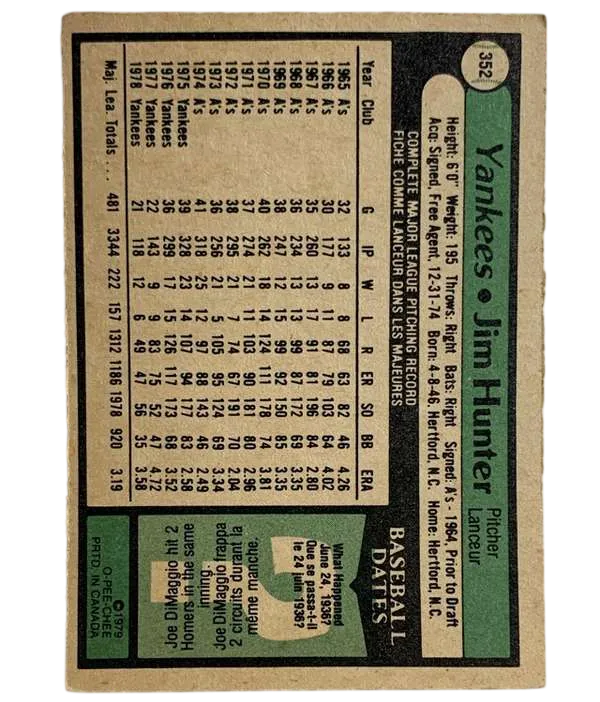 352
Yankees • Jim Hunter Pitcher
Lanceur
Height: 6'0" Weight: 195 Throws: Right Bats: Right Signed: A's - 1964, Prior to Draft
Acq: Signed, Free Agent, 12-31-74 Born: 4-8-46, Hertford, N.C. Home: Hertford, N.C.
COMPLETE MAJOR LEAGUE PITCHING RECORD
FICHE COMME LANCEUR DANS LES MAJEURES
Year Club G IP W L R ER SO BB ERA
1965 A's 32 133 8 8 68 63 82 46 4.26
1966 A's 30 177 9 11 87 79 103 64 4.02
1967 A's 35 260 13 17 91 81 196 84 2.80
1968 A's 36 234 13 13 99 87 172 69 3.35
1969 A's 38 247 12 15 99 92 150 85 3.35
1970 A's 40 262 18 14 124 111 178 74 3.81
1971 A's 37 274 21 11 103 90 181 80 2.96
1972 A's 38 295 21 7 74 67 191 70 2.04
1973 A's 36 256 21 5 105 95 124 69 3.34
1974 A's 41 318 25 12 97 88 143 46 2.49
1975 Yankees 39 328 23 14 107 94 177 83 2.58
1976 Yankees 36 299 17 15 126 117 173 68 3.52
1977 Yankees 22 143 9 9 83 75 52 47 4.72
1978 Yankees 21 118 12 6 49 47 56 35 3.58
Maj. Lea. Totals ... 481 3344 222 157 1312 1186 1978 920 3.19
BASEBALL
DATES
What Happened
June 24, 1936?
Que se passa-t-il
le 24 juin 1936?
Joe DiMaggio hit 2
Homers in the same
inning.
Joe DiMaggio frappa
2 circuits durant la
même manche.
©1979
O-PEE-CHEE
PRTD. IN CANADA